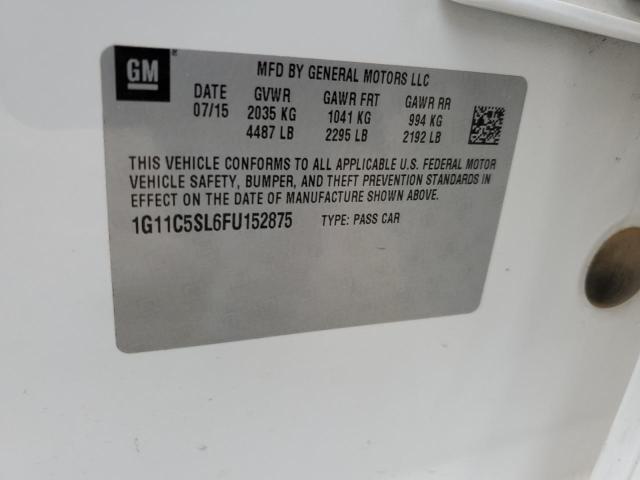 GM
MFD BY GENERAL MOTORS LLC
DATE GVWR GAWR FRT GAWR RR
07/15 2035 KG 1041 KG 994 KG
4487 LB 2295 LB 2192 LB
THIS VEHICLE CONFORMS TO ALL APPLICABLE U.S. FEDERAL MOTOR
VEHICLE SAFETY, BUMPER, AND THEFT PREVENTION STANDARDS IN
EFFECT ON THE DATE OF MANUFACTURE SHOWN ABOVE.
1G11C5SL6FU152875 TYPE: PASS CAR